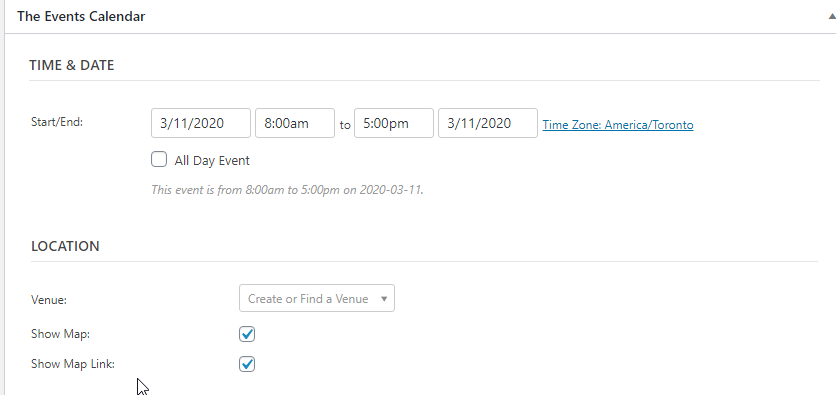 The Events Calendar
TIME & DATE
Start/End: 3/11/2020 8:00am to 5:00pm 3/11/2020 Time Zone: America/Toronto
All Day Event
This event is from 8:00am to 5:00pm on 2020-03-11.
LOCATION
Venue: Create or Find a Venue
Show Map:
Show Map Link: